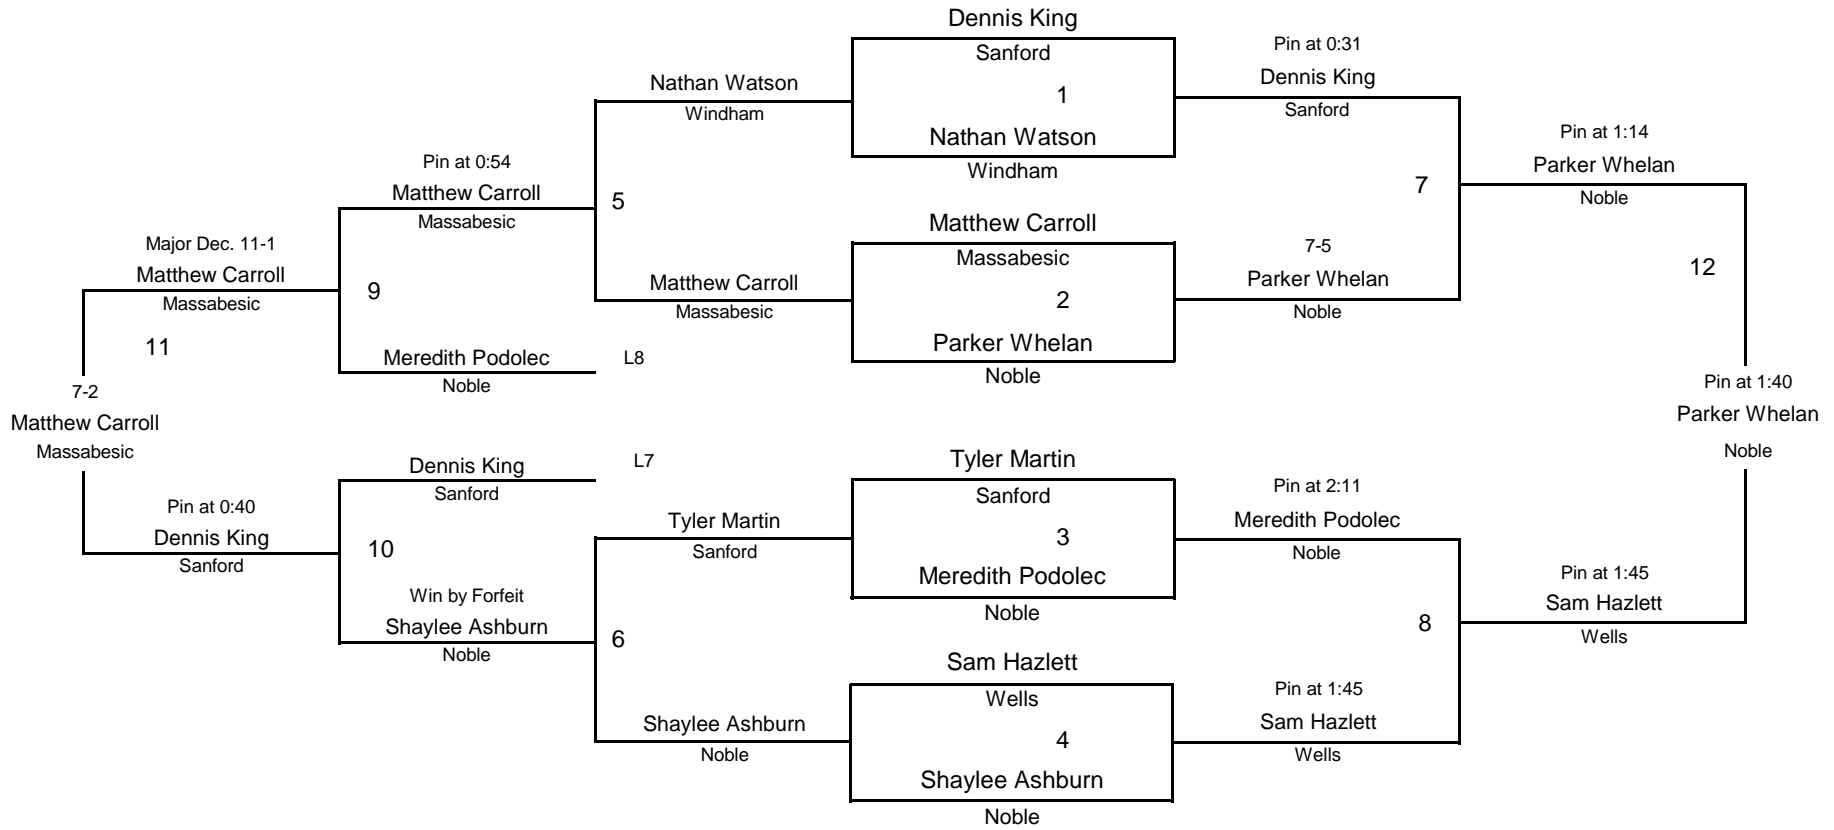 Dennis King
Sanford
1
Nathan Watson
Windham
Pin at 0:31
Dennis King
Sanford
Nathan Watson
Windham
Pin at 1:14
Parker Whelan
Noble
7
Pin at 0:54
Matthew Carroll
Massabesic
5
Matthew Carroll
Massabesic
2
Parker Whelan
Noble
7-5
Parker Whelan
Noble
12
Major Dec. 11-1
Matthew Carroll
Massabesic
9
Matthew Carroll
Massabesic
11
Meredith Podolec
Noble
L8
7-2
Matthew Carroll
Massabesic
Pin at 1:40
Parker Whelan
Noble
Dennis King
Sanford
L7
Tyler Martin
Sanford
3
Meredith Podolec
Noble
Pin at 2:11
Meredith Podolec
Noble
Pin at 0:40
Dennis King
Sanford
10
Tyler Martin
Sanford
Win by Forfeit
Shaylee Ashburn
Noble
6
8
Pin at 1:45
Sam Hazlett
Wells
Sam Hazlett
Wells
4
Shaylee Ashburn
Noble
Pin at 1:45
Sam Hazlett
Wells
Shaylee Ashburn
Noble